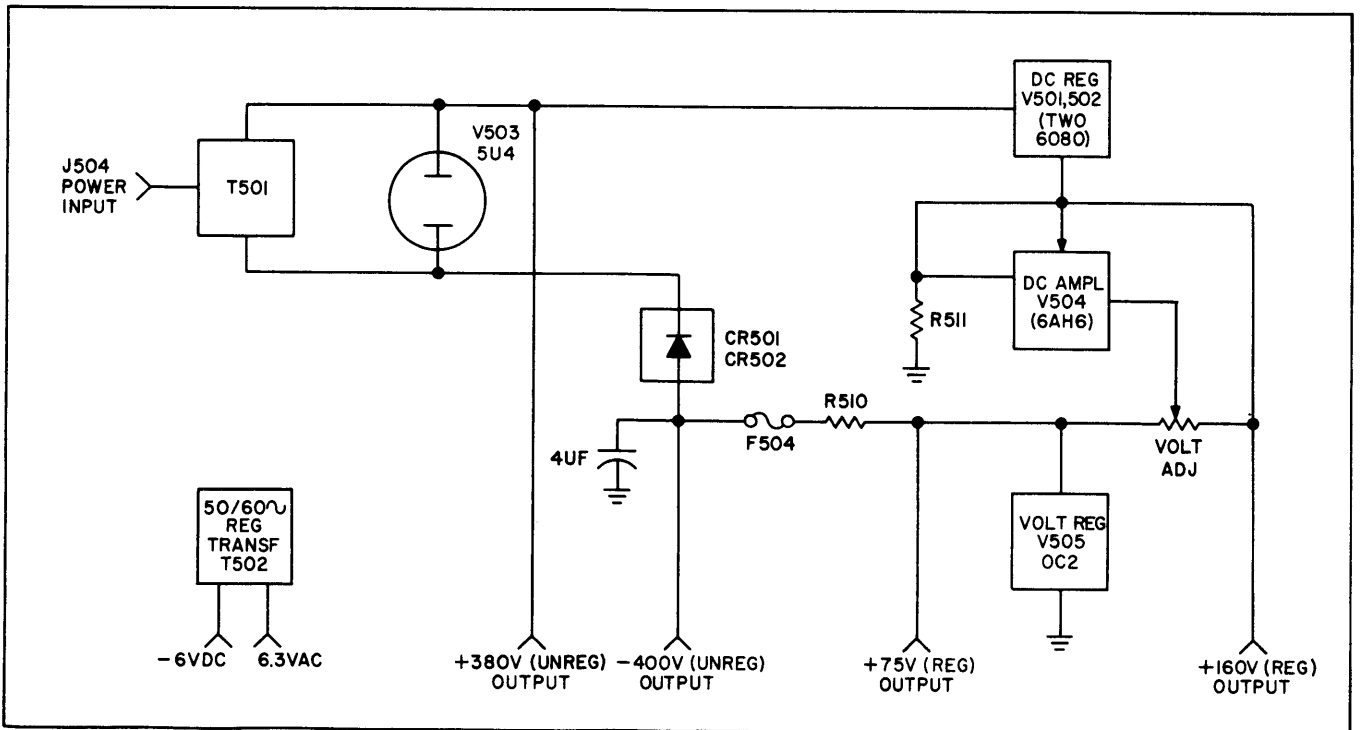 DC REG
V501,502
(TWO
6080)
V503
5U4
J504
POWER
INPUT
T501
DC AMPL
V504
(6AH6)
R511
CR501
CR502
R510
F504
4UF
VOLT
ADJ
50/60∿
REG
TRANSF
T502
VOLT REG
V505
OC2
-6VDC
6.3VAC
+380V (UNREG)
OUTPUT
-400V (UNREG)
OUTPUT
+75V (REG)
OUTPUT
+160V (REG)
OUTPUT